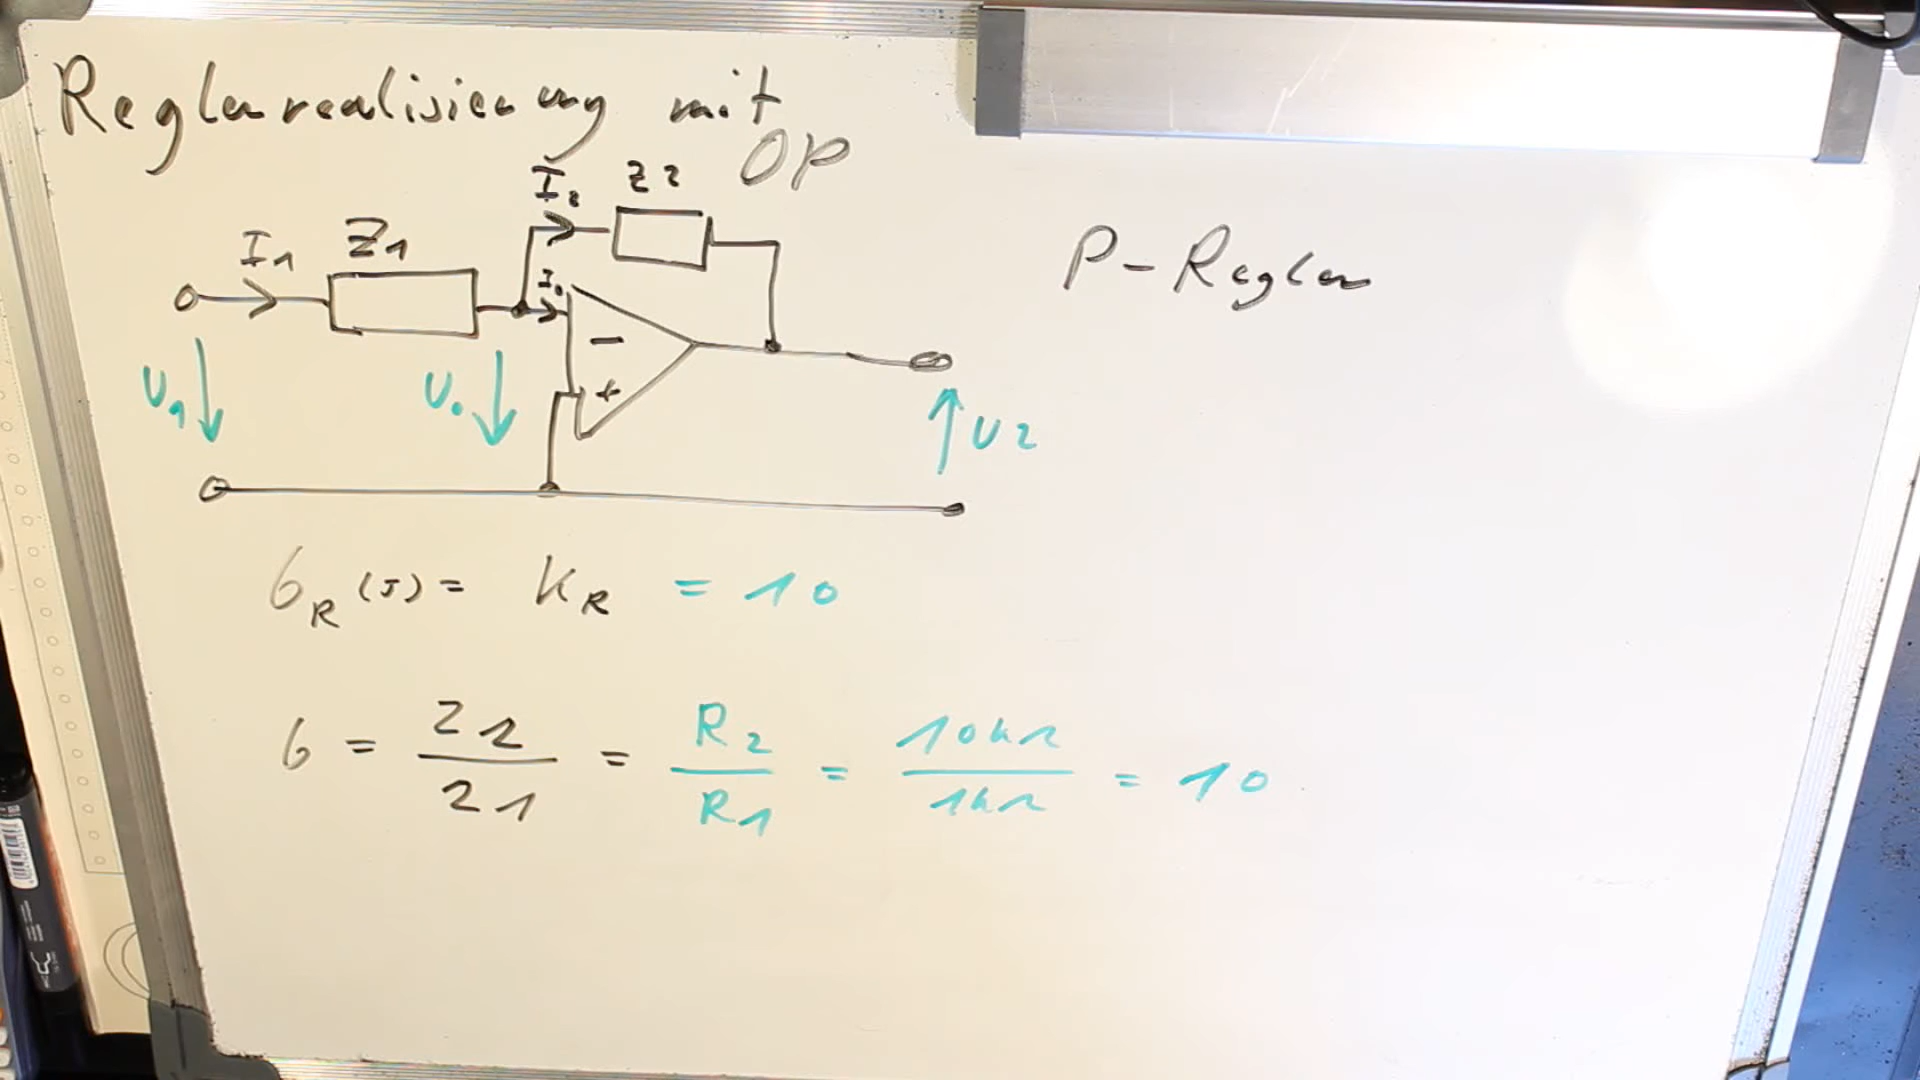 Reglerrealisierung mit
OP
I2 Z2
I1 Z1
I0
P-Regler
-
+
U1 U0 U2
GR(s) = KR = 10
G = Z2 / Z1 = R2 / R1 = 10kΩ / 1kΩ = 10